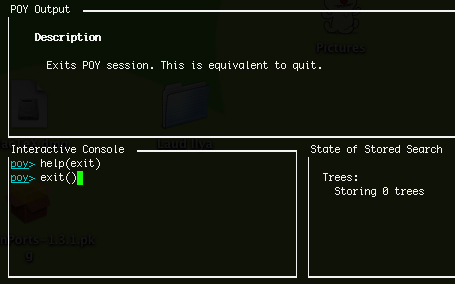 POY Output
Description
Exits POY session. This is equivalent to quit.
Interactive Console
poy> help(exit)
poy> exit()
State of Stored Search
Trees:
Storing 0 trees
Pictures
g